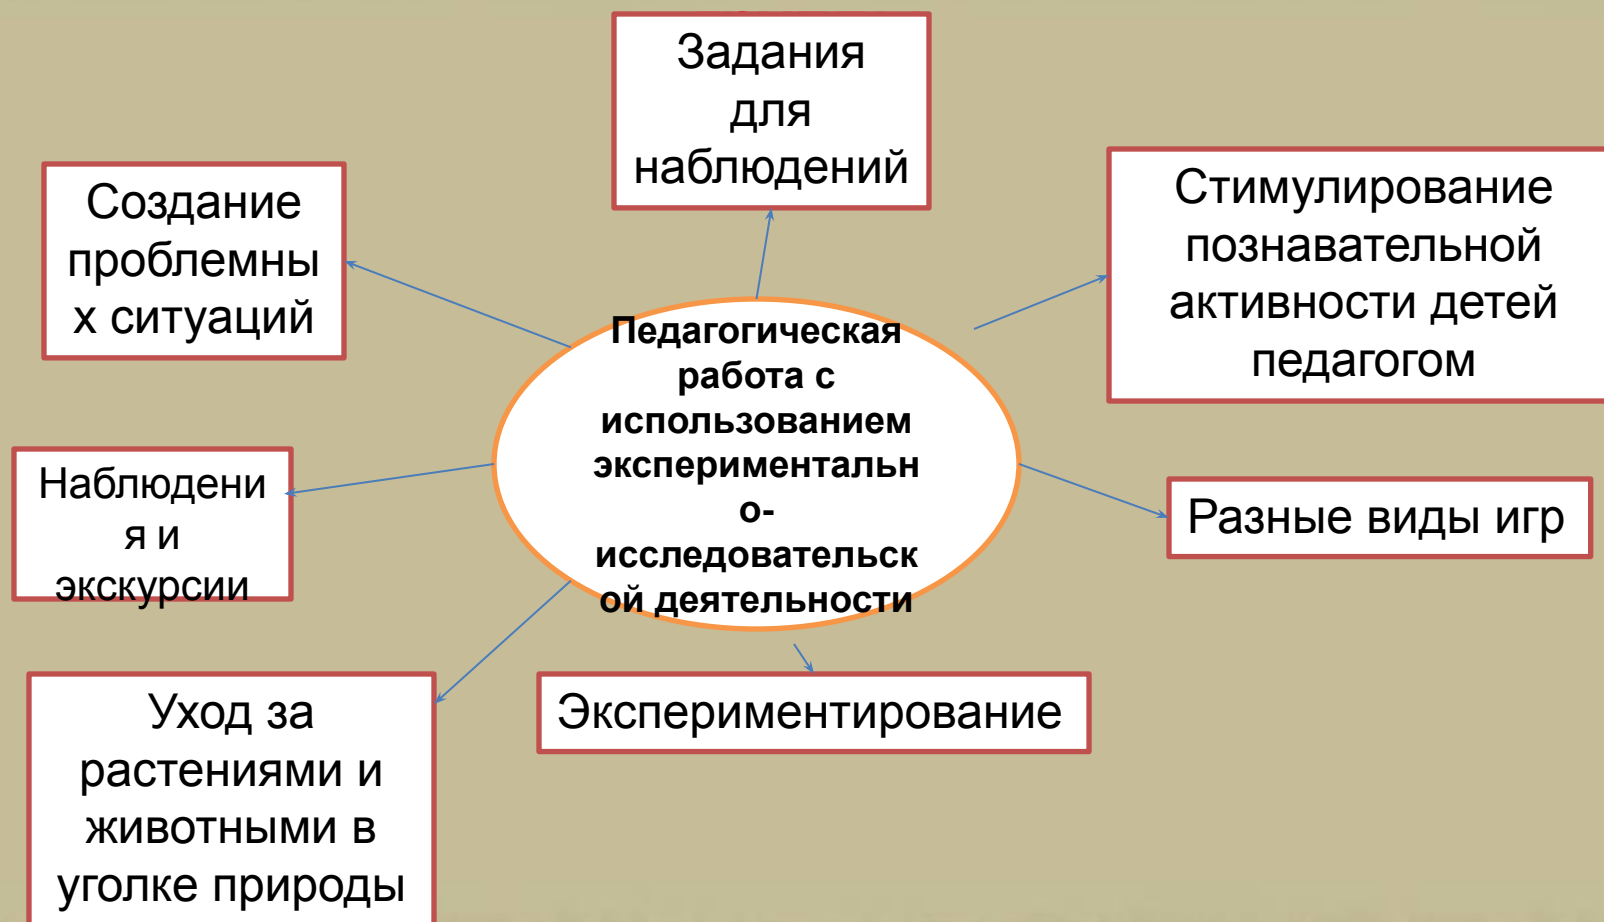 Задания
для
наблюдений
Создание
проблемны
х ситуаций
Стимулирование
познавательной
активности детей
педагогом
Педагогическая
работа с
использованием
экспериментальн
о-
исследовательск
ой деятельности
Наблюдени
я и
экскурсии
Разные виды игр
Уход за
растениями и
животными в
уголке природы
Экспериментирование